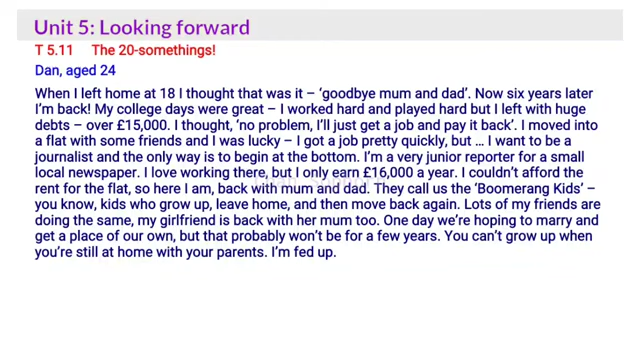 Unit 5: Looking forward
T 5.11 The 20-somethings!
Dan, aged 24
When I left home at 18 I thought that was it – ‘goodbye mum and dad’. Now six years later
I’m back! My college days were great – I worked hard and played hard but I left with huge
debts – over £15,000. I thought, ‘no problem, I’ll just get a job and pay it back’. I moved into
a flat with some friends and I was lucky – I got a job pretty quickly, but … I want to be a
journalist and the only way is to begin at the bottom. I’m a very junior reporter for a small
local newspaper. I love working there, but I only earn £16,000 a year. I couldn’t afford the
rent for the flat, so here I am, back with mum and dad. They call us the ‘Boomerang Kids’ –
you know, kids who grow up, leave home, and then move back again. Lots of my friends are
doing the same, my girlfriend is back with her mum too. One day we’re hoping to marry and
get a place of our own, but that probably won’t be for a few years. You can’t grow up when
you’re still at home with your parents. I’m fed up.